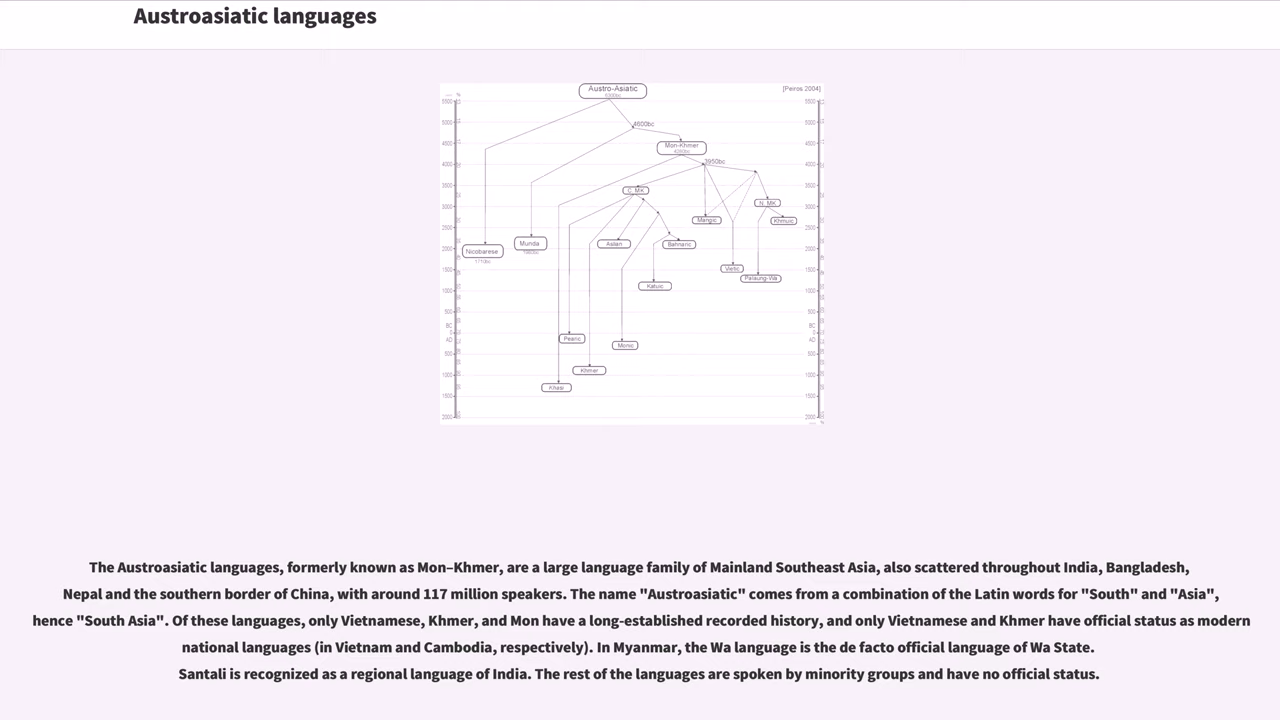 Austroasiatic languages
Austro-Asiatic
[Peiros 2004]
4600bc
Mon-Khmer
3950bc
C. MK
N. MK
Mangic
Khmuic
Nicobarese
Munda
Aslian
Bahnaric
Vietic
Palaung-Wa
Katuic
Pearic
Monic
Khmer
Khasi
The Austroasiatic languages, formerly known as Mon–Khmer, are a large language family of Mainland Southeast Asia, also scattered throughout India, Bangladesh,
Nepal and the southern border of China, with around 117 million speakers. The name "Austroasiatic" comes from a combination of the Latin words for "South" and "Asia",
hence "South Asia". Of these languages, only Vietnamese, Khmer, and Mon have a long-established recorded history, and only Vietnamese and Khmer have official status as modern
national languages (in Vietnam and Cambodia, respectively). In Myanmar, the Wa language is the de facto official language of Wa State.
Santali is recognized as a regional language of India. The rest of the languages are spoken by minority groups and have no official status.